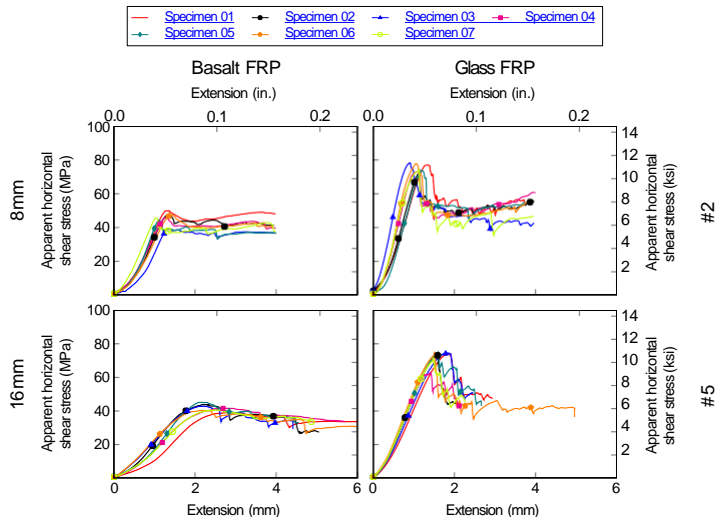 Specimen 01 Specimen 02 Specimen 03 Specimen 04
Specimen 05 Specimen 06 Specimen 07
Basalt FRP Glass FRP
Extension (in.) Extension (in.)
0.0 0.1 0.2 0.0 0.1 0.2
8mm
Apparent horizontal
shear stress (MPa)
100
80
60
40
20
14
12
10
8
6
4
2
Apparent horizontal
shear stress (ksi)
#2
16mm
Apparent horizontal
shear stress (MPa)
100
80
60
40
20
14
12
10
8
6
4
2
Apparent horizontal
shear stress (ksi)
#5
0 2 4 6 0 2 4 6
Extension (mm) Extension (mm)